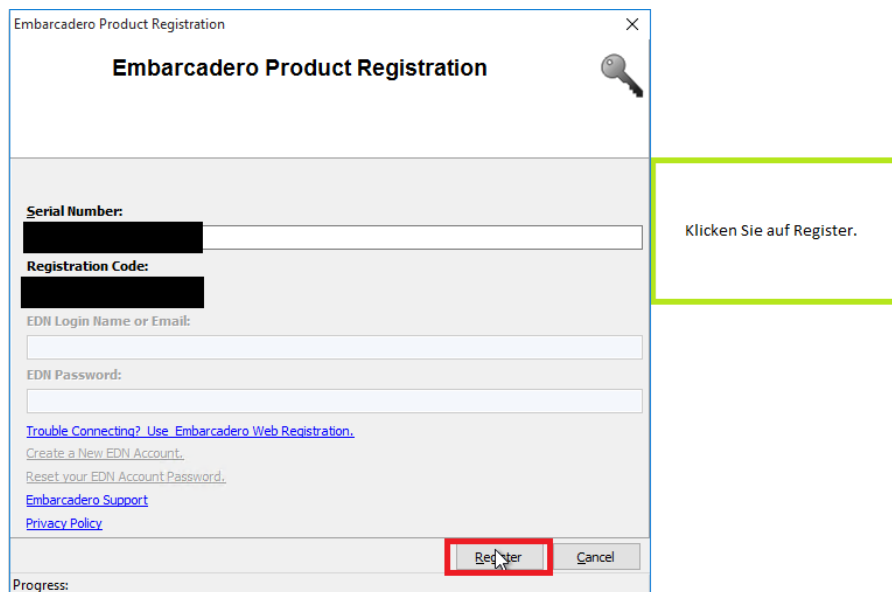 Embarcadero Product Registration
Embarcadero Product Registration
Serial Number:
Klicken Sie auf Register.
Registration Code:
EDN Login Name or Email:
EDN Password:
Trouble Connecting? Use Embarcadero Web Registration.
Create a New EDN Account.
Reset your EDN Account Password.
Embarcadero Support
Privacy Policy
Register
Cancel
Progress: